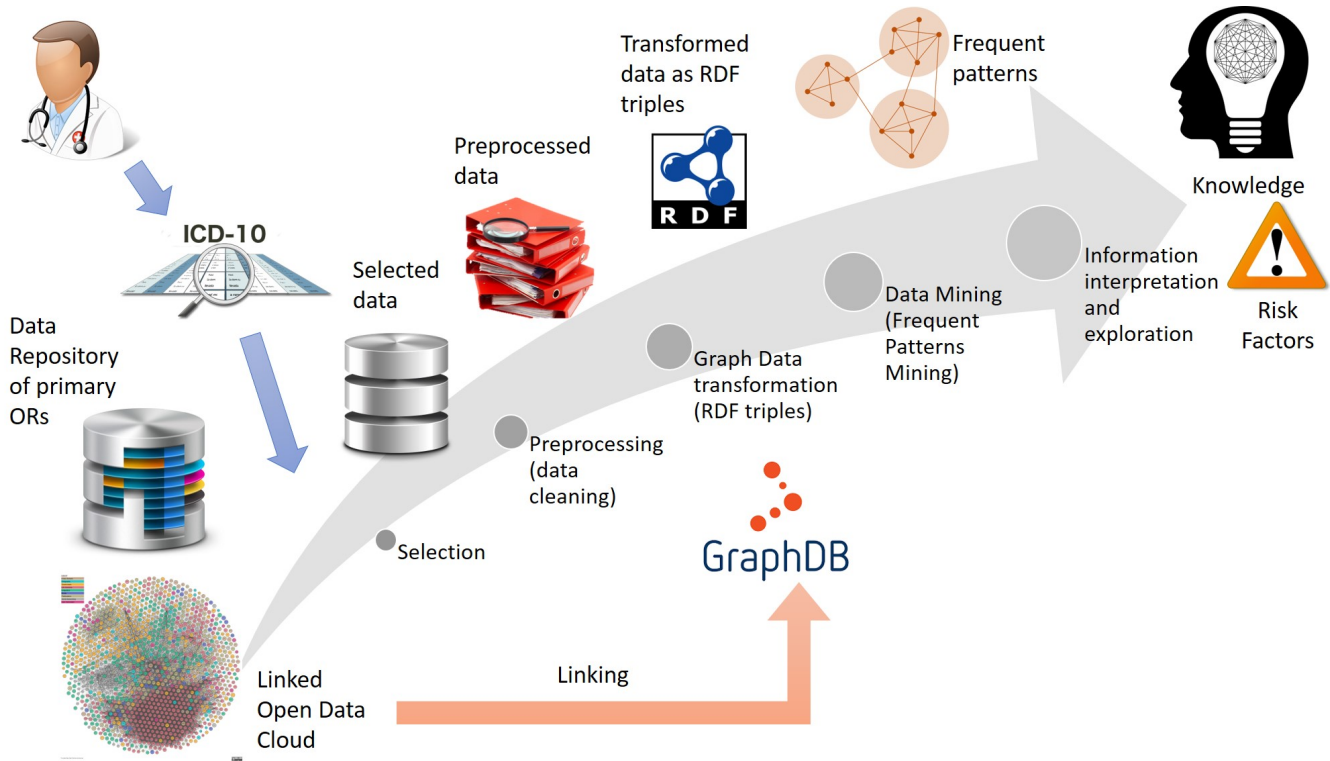 Transformed
data as RDF
triples
Frequent
patterns
Preprocessed
data
RDF
Knowledge
ICD-10
Selected
data
Information
interpretation
and
exploration
Risk
Factors
Data
Repository
of primary
ORs
Data Mining
(Frequent
Patterns
Mining)
Graph Data
transformation
(RDF triples)
Preprocessing
(data
cleaning)
Selection
GraphDB
Linking
Linked
Open Data
Cloud